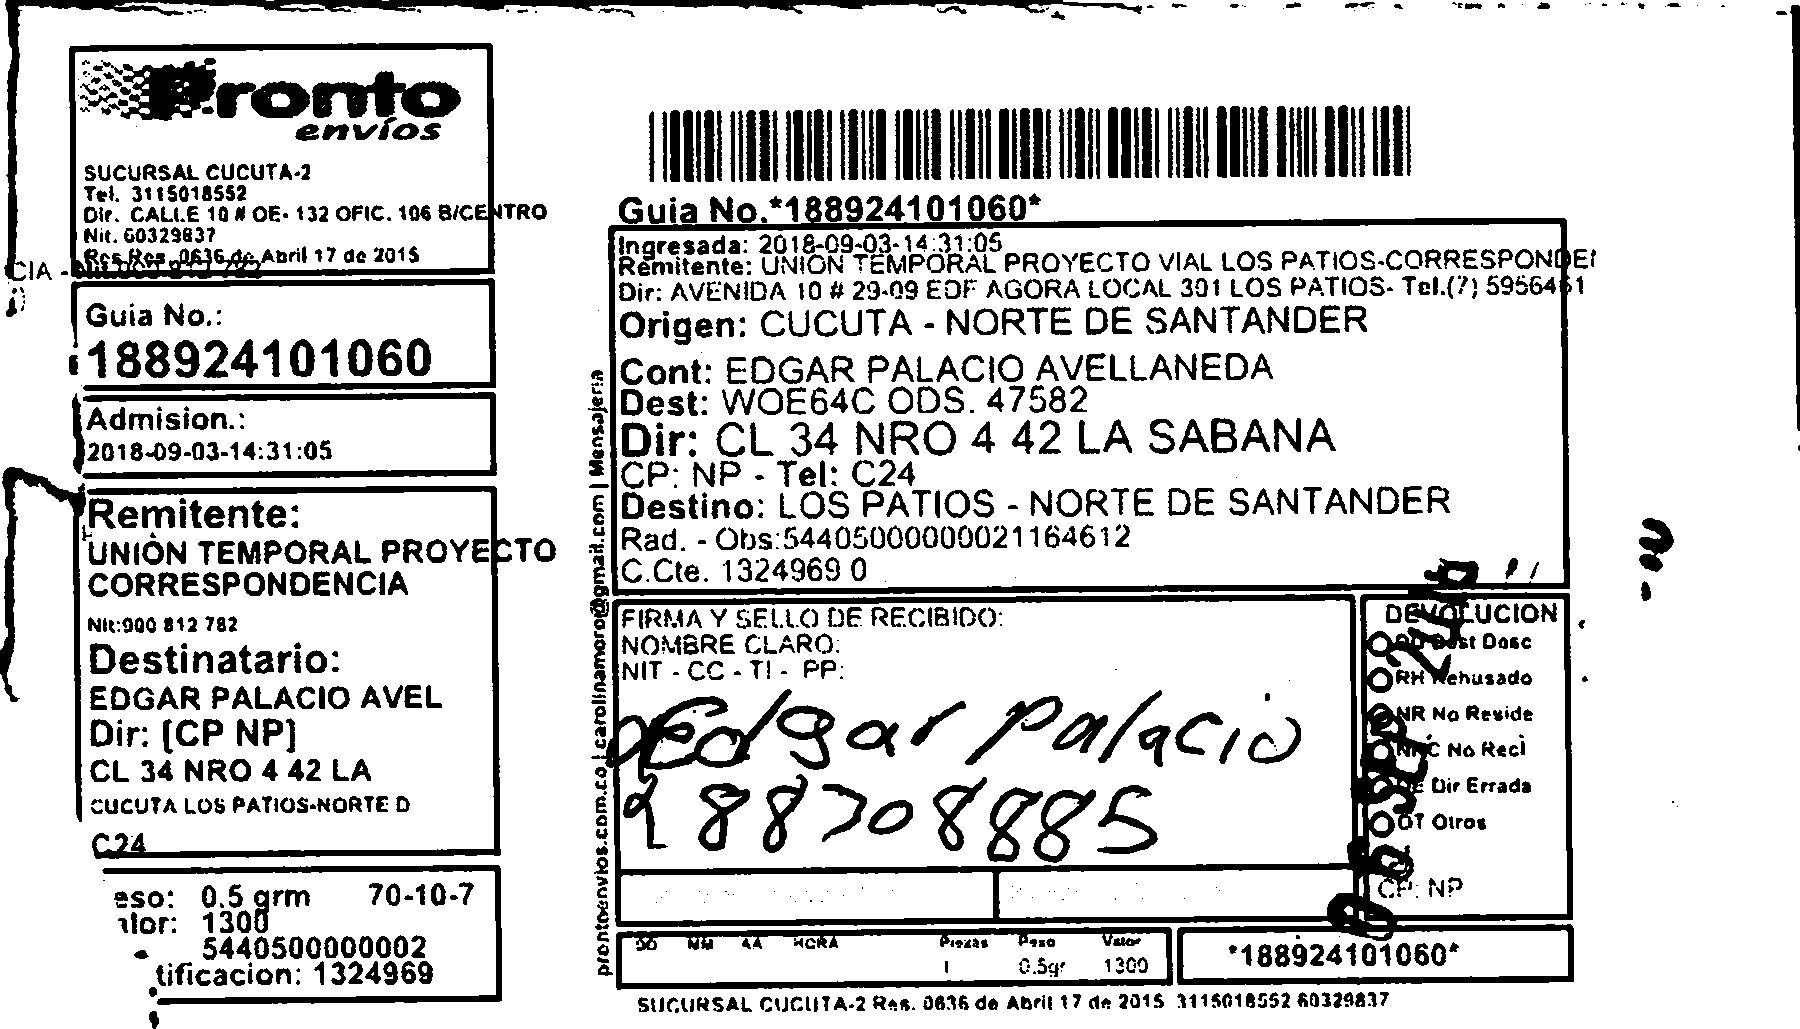 Pronto
envíos
SUCURSAL CUCUTA-2
Tel. 3115018552
Dir. CALLE 10 # OE- 132 OFIC. 106 B/CENTRO
Nit. 60329837
Res Res. 0636 de Abril 17 de 2015
CIA -
Guia No.:
188924101060
Admision.:
2018-09-03-14:31:05
Remitente:
UNION TEMPORAL PROYECTO
CORRESPONDENCIA
Nit:900 812 782
Destinatario:
EDGAR PALACIO AVEL
Dir: [CP NP]
CL 34 NRO 4 42 LA
CUCUTA LOS PATIOS-NORTE D
C24
eso: 0.5 grm 70-10-7
alor: 1300
5440500000002
tificacion: 1324969
prontoenvios.com.co | carolinamoro@gmail.com | Mensajeria
Guia No.*188924101060*
Ingresada: 2018-09-03-14:31:05
Remitente: UNION TEMPORAL PROYECTO VIAL LOS PATIOS-CORRESPONDEN
Dir: AVENIDA 10 # 29-09 EDF AGORA LOCAL 301 LOS PATIOS- Tel.(7) 5956461
Origen: CUCUTA - NORTE DE SANTANDER
Cont: EDGAR PALACIO AVELLANEDA
Dest: WOE64C ODS. 47582
Dir: CL 34 NRO 4 42 LA SABANA
CP: NP - Tel: C24
Destino: LOS PATIOS - NORTE DE SANTANDER
Rad. - Obs:54405000000021164612
C.Cte. 1324969 0
FIRMA Y SELLO DE RECIBIDO:
NOMBRE CLARO:
NIT - CC - TI - PP:
Edgar Palacio
88208885
DEVOLUCION
Dest Desc
RH Rehusado
NR No Reside
NRC No Recl
DE Dir Errada
OT Otros
CP: NP
DD MM AA HORA Piezas Peso Valor
1 0.5gr 1300
*188924101060*
SUCURSAL CUCUTA-2 Res. 0636 de Abril 17 de 2015 3115018552 60329837